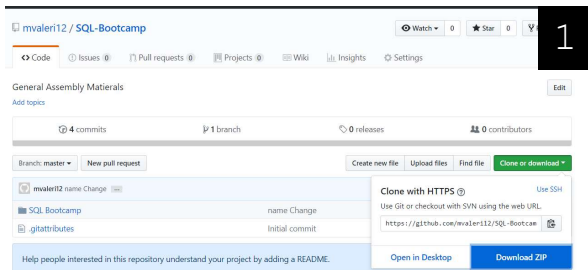 mvaleri12 / SQL-Bootcamp
Watch 0 Star 0
1
Code Issues 0 Pull requests 0 Projects 0 Wiki Insights Settings
General Assembly Matierals
Edit
Add topics
4 commits 1 branch 0 releases 0 contributors
Branch: master New pull request Create new file Upload files Find file Clone or download
mvaleri12 name Change ...
SQL Bootcamp name Change
.gitattributes Initial commit
Help people interested in this repository understand your project by adding a README.
Clone with HTTPS ? Use SSH
Use Git or checkout with SVN using the web URL.
https://github.com/mvaleri12/SQL-Bootcam
Open in Desktop Download ZIP